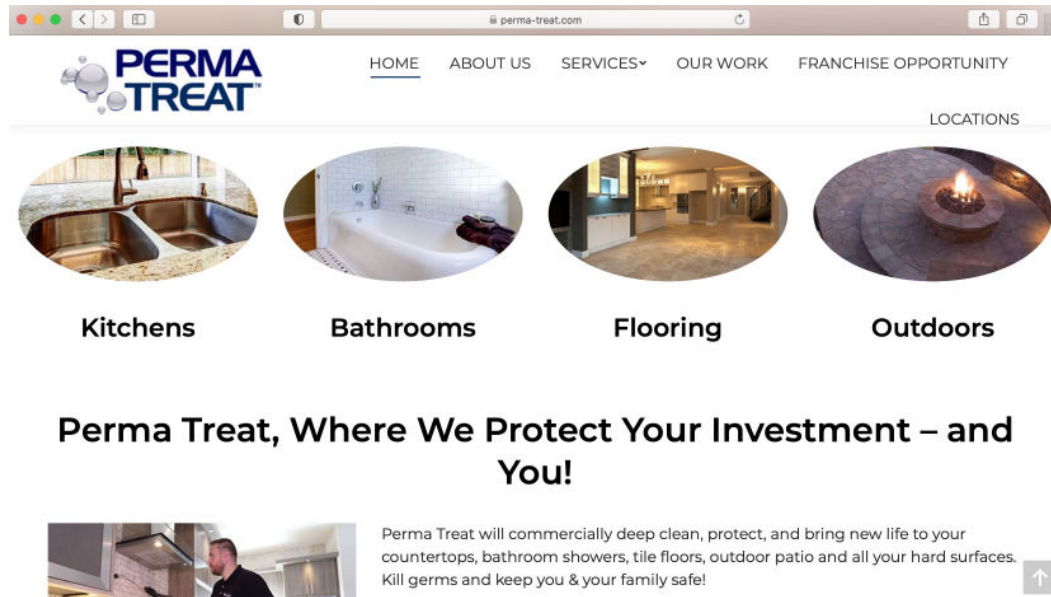 perma-treat.com
PERMA
TREAT™
HOME ABOUT US SERVICES OUR WORK FRANCHISE OPPORTUNITY
LOCATIONS
Kitchens Bathrooms Flooring Outdoors
Perma Treat, Where We Protect Your Investment – and
You!
Perma Treat will commercially deep clean, protect, and bring new life to your
countertops, bathroom showers, tile floors, outdoor patio and all your hard surfaces.
Kill germs and keep you & your family safe!